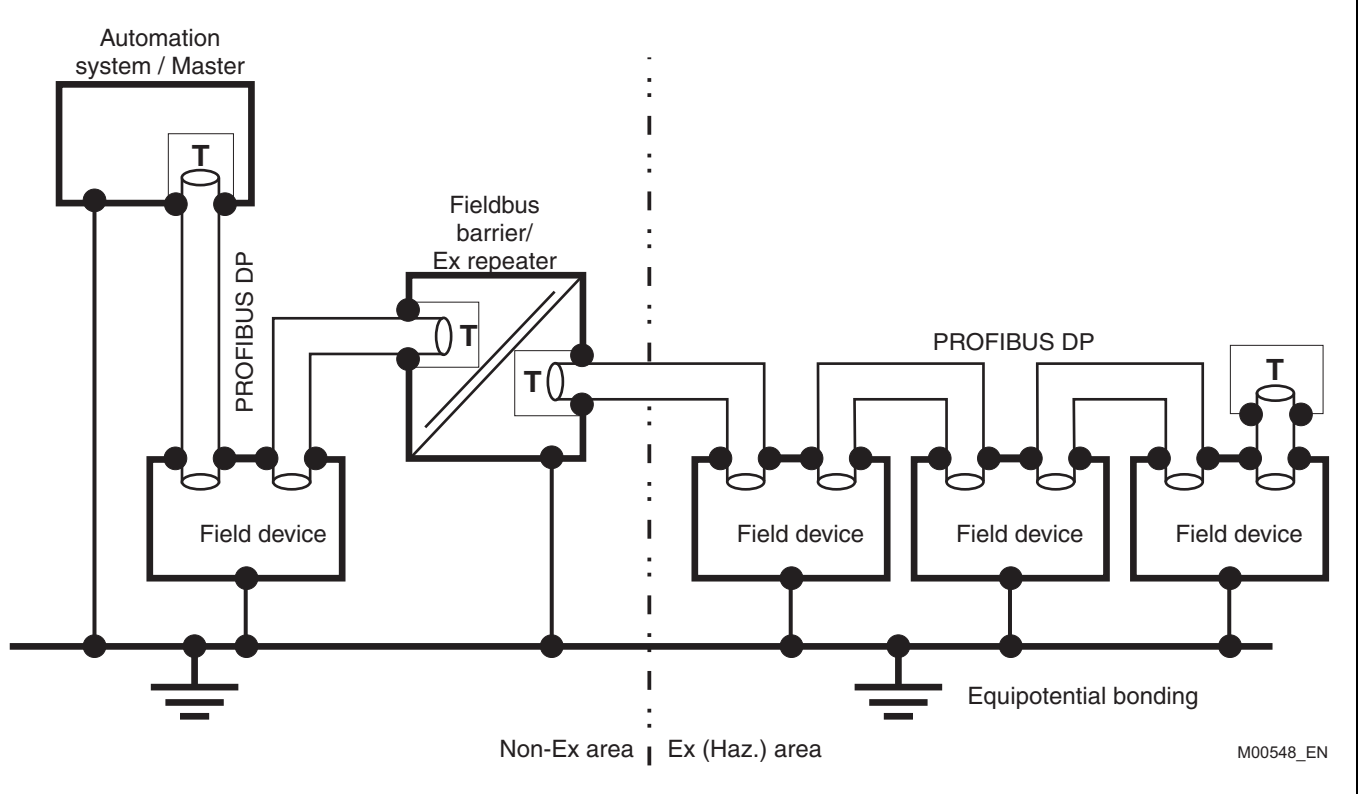 Automation
system / Master
T
PROFIBUS DP
Fieldbus
barrier/
Ex repeater
T
T
PROFIBUS DP
T
Field device
Field device
Field device
Field device
Equipotential bonding
Non-Ex area
Ex (Haz.) area
M00548_EN